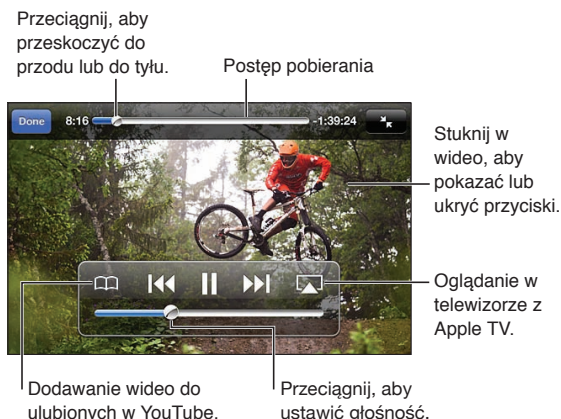 Przeciągnij, aby
przeskoczyć do
przodu lub do tyłu.
Postęp pobierania
Done
8:16
-1:39:24
Stuknij w
wideo, aby
pokazać lub
ukryć przyciski.
Oglądanie w
telewizorze z
Apple TV.
Dodawanie wideo do
ulubionych w YouTube.
Przeciągnij, aby
ustawić głośność.